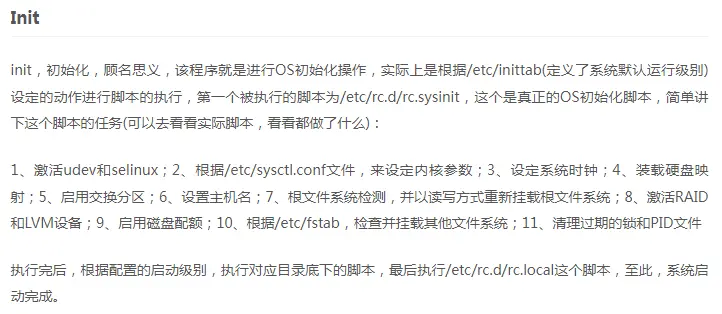 Init
init，初始化，顾名思义，该程序就是进行OS初始化操作，实际上是根据/etc/inittab(定义了系统默认运行级别)
设定的动作进行脚本的执行，第一个被执行的脚本为/etc/rc.d/rc.sysinit，这个是真正的OS初始化脚本，简单讲
下这个脚本的任务(可以去看看实际脚本，看看都做了什么)：
1、激活udev和selinux；2、根据/etc/sysctl.conf文件，来设定内核参数；3、设定系统时钟；4、装载硬盘映
射；5、启用交换分区；6、设置主机名；7、根文件系统检测，并以读写方式重新挂载根文件系统；8、激活RAID
和LVM设备；9、启用磁盘配额；10、根据/etc/fstab，检查并挂载其他文件系统；11、清理过期的锁和PID文件
执行完后，根据配置的启动级别，执行对应目录底下的脚本，最后执行/etc/rc.d/rc.local这个脚本，至此，系统启
动完成。